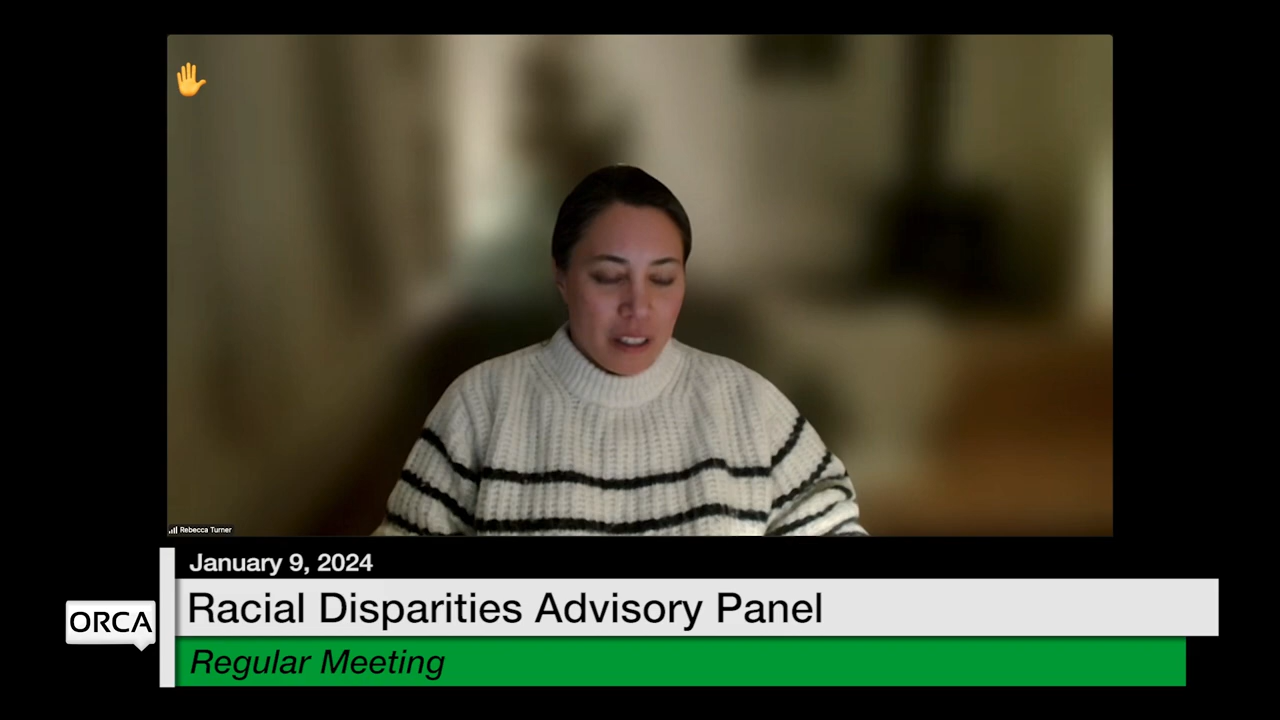 Rebecca Turner
January 9, 2024
Racial Disparities Advisory Panel
ORCA
Regular Meeting